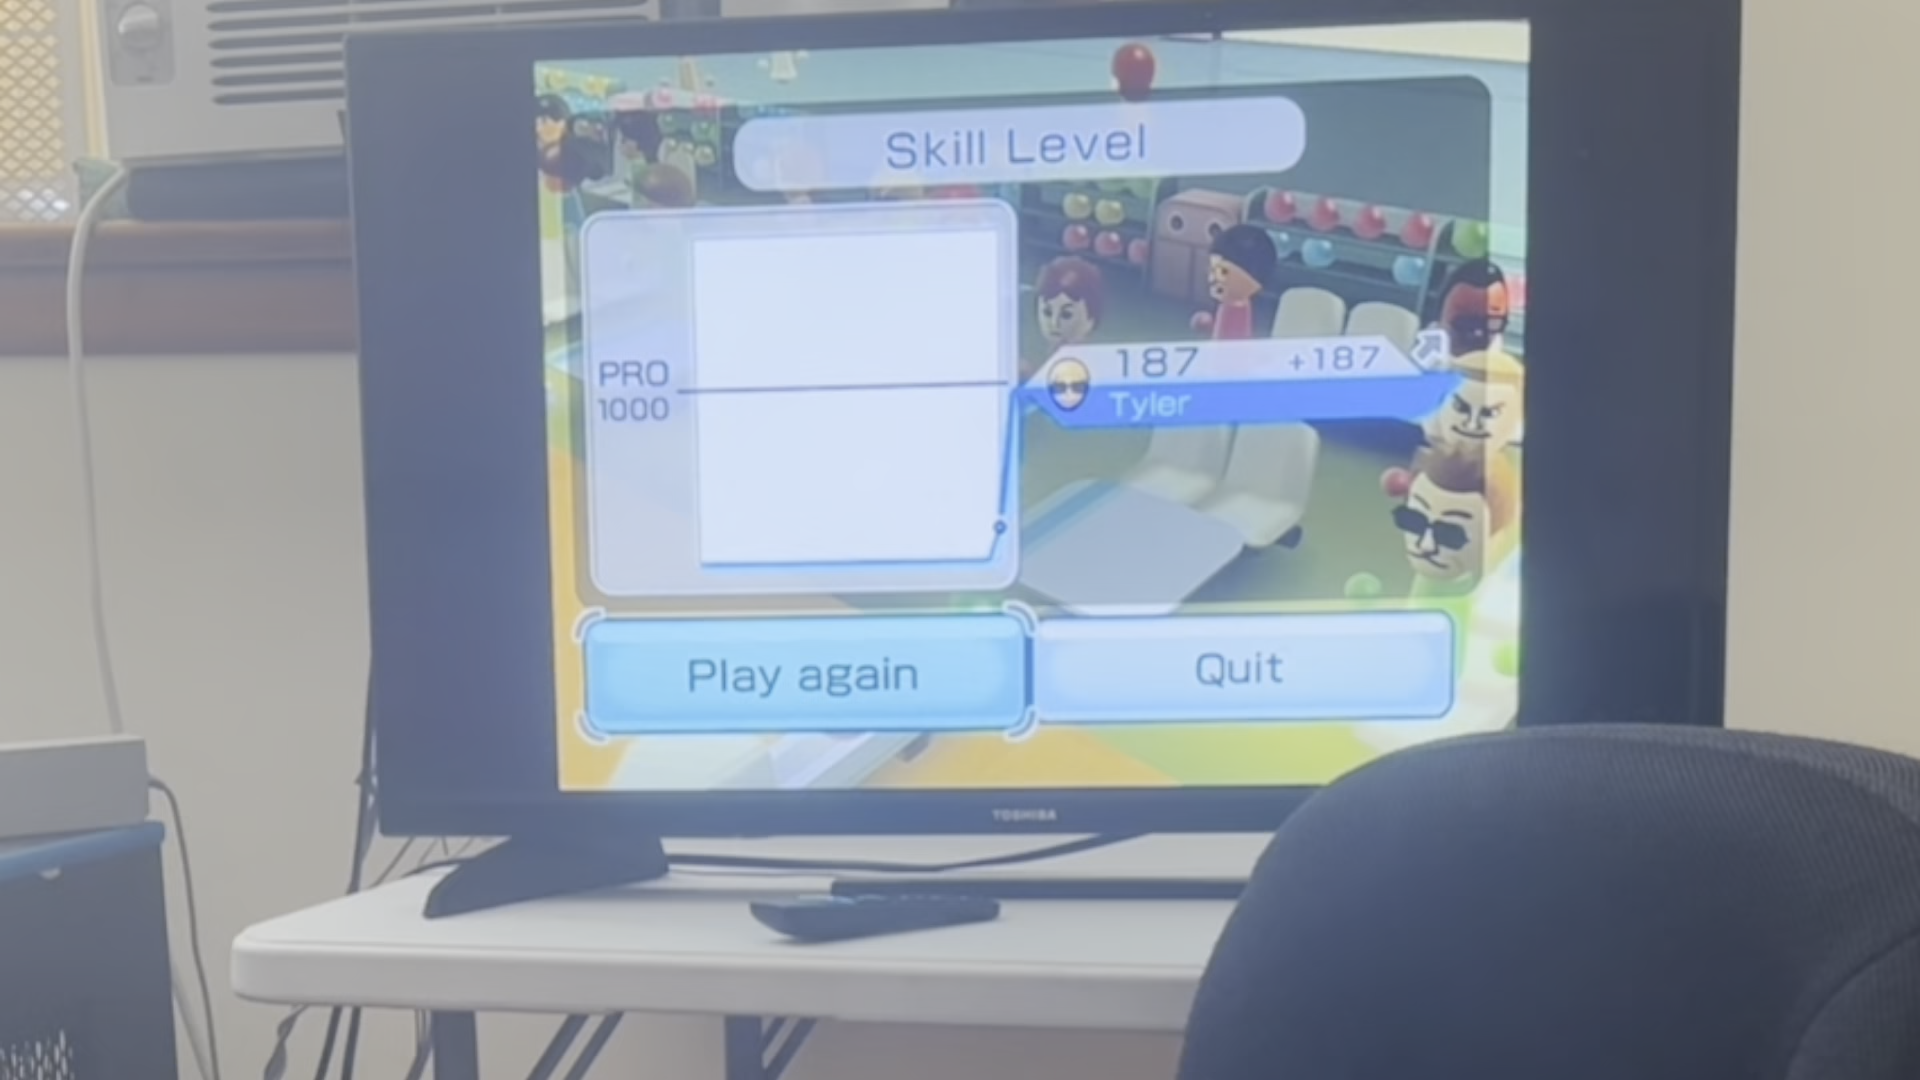 Skill Level
PRO
1000
187 +187
Tyler
Play again
Quit
TOSHIBA